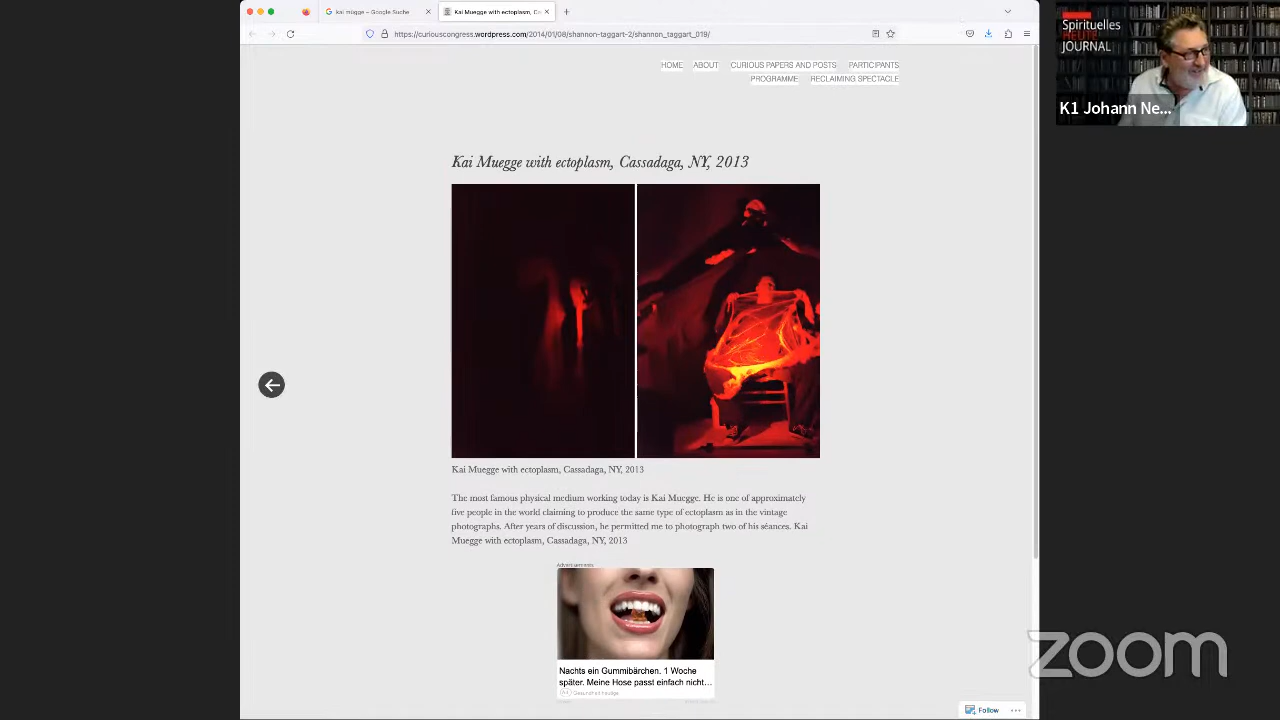 kai mügge – Google Suche
Kai Muegge with ectoplasm, Ca
https://curiouscongress.wordpress.com/2014/01/08/shannon-taggart-2/shannon_taggart_019/
HOME ABOUT CURIOUS PAPERS AND POSTS PARTICIPANTS
PROGRAMME RECLAIMING SPECTACLE
Spirituelles
HEUTE
JOURNAL
K1 Johann Ne...
Kai Muegge with ectoplasm, Cassadaga, NY, 2013
Kai Muegge with ectoplasm, Cassadaga, NY, 2013
The most famous physical medium working today is Kai Muegge. He is one of approximately
five people in the world claiming to produce the same type of ectoplasm as in the vintage
photographs. After years of discussion, he permitted me to photograph two of his séances. Kai
Muegge with ectoplasm, Cassadaga, NY, 2013
Advertisements
Nachts ein Gummibärchen. 1 Woche
später. Meine Hose passt einfach nicht...
Ad
zoom
Follow